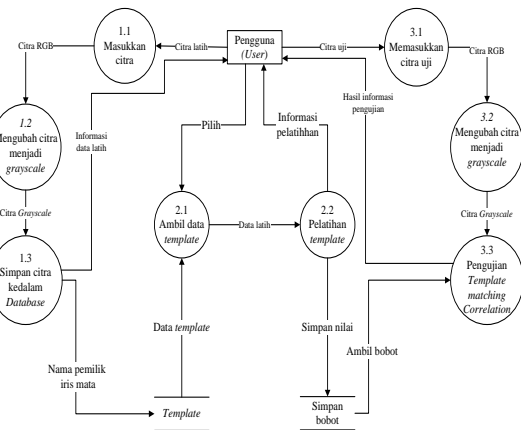 1.1
Masukkan
citra
Citra RGB
Citra latih
Pengguna
(User)
Citra uji
3.1
Memasukkan
citra uji
Citra RGB
1.2
Mengubah citra
menjadi
grayscale
Informasi
data latih
Pilih
Informasi
pelatihhan
Hasil informasi
pengujian
3.2
Mengubah citra
menjadi
grayscale
Citra Grayscale
2.1
Ambil data
template
Data latih
2.2
Pelatihan
template
Citra Grayscale
1.3
Simpan citra
kedalam
Database
3.3
Pengujian
Template
matching
Correlation
Data template
Simpan nilai
Ambil bobot
Nama pemilik
iris mata
Template
Simpan
bobot